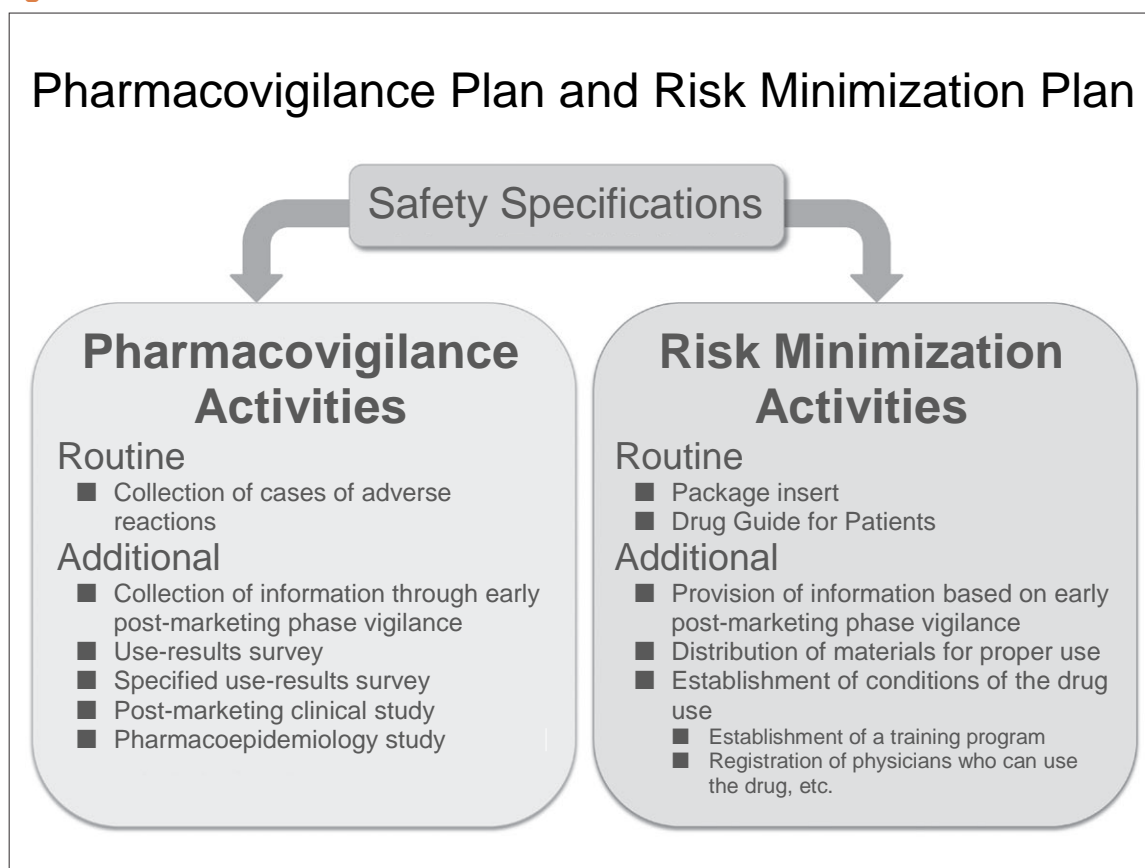 Pharmacovigilance Plan and Risk Minimization Plan
Safety Specifications
Pharmacovigilance
Activities
Routine
■ Collection of cases of adverse
reactions
Additional
■ Collection of information through early
post-marketing phase vigilance
■ Use-results survey
■ Specified use-results survey
■ Post-marketing clinical study
■ Pharmacoepidemiology study
Risk Minimization
Activities
Routine
■ Package insert
■ Drug Guide for Patients
Additional
■ Provision of information based on early
post-marketing phase vigilance
■ Distribution of materials for proper use
■ Establishment of conditions of the drug
use
■ Establishment of a training program
■ Registration of physicians who can use
the drug, etc.